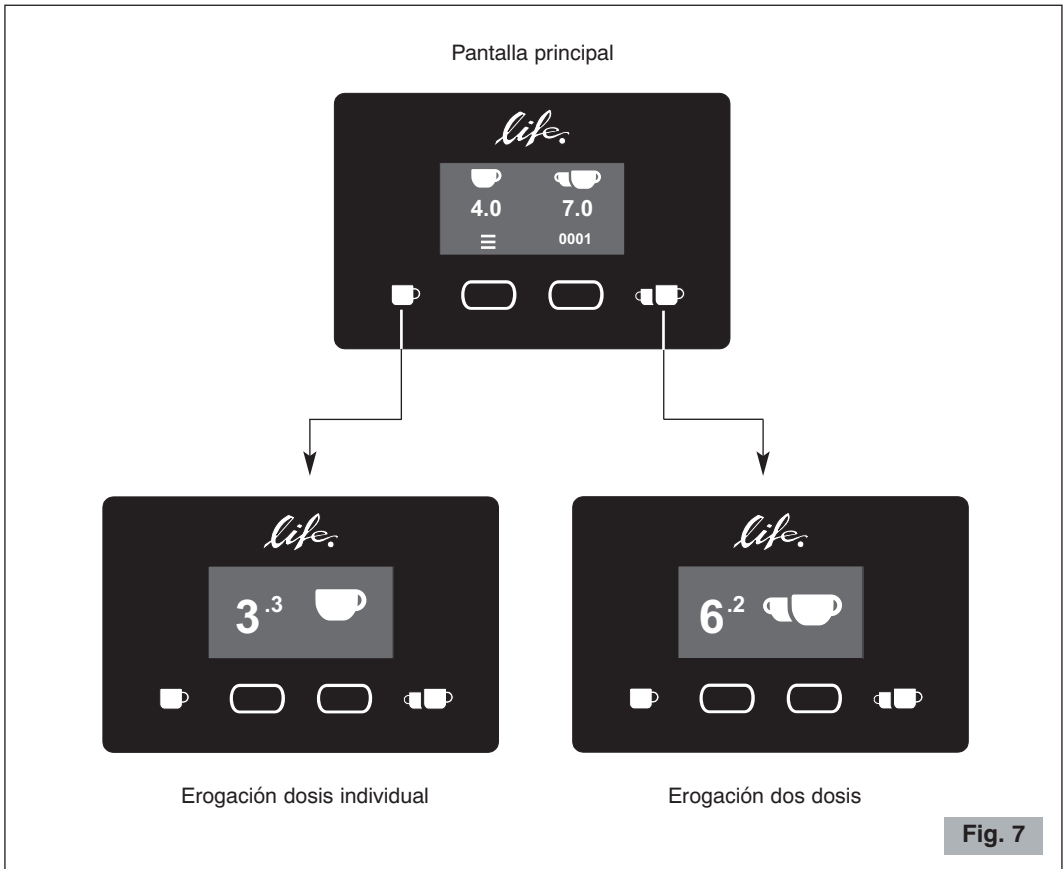 Pantalla principal
life.
4.0 7.0
0001
life.
3.3
life.
6.2
Erogación dosis individual
Erogación dos dosis
Fig. 7